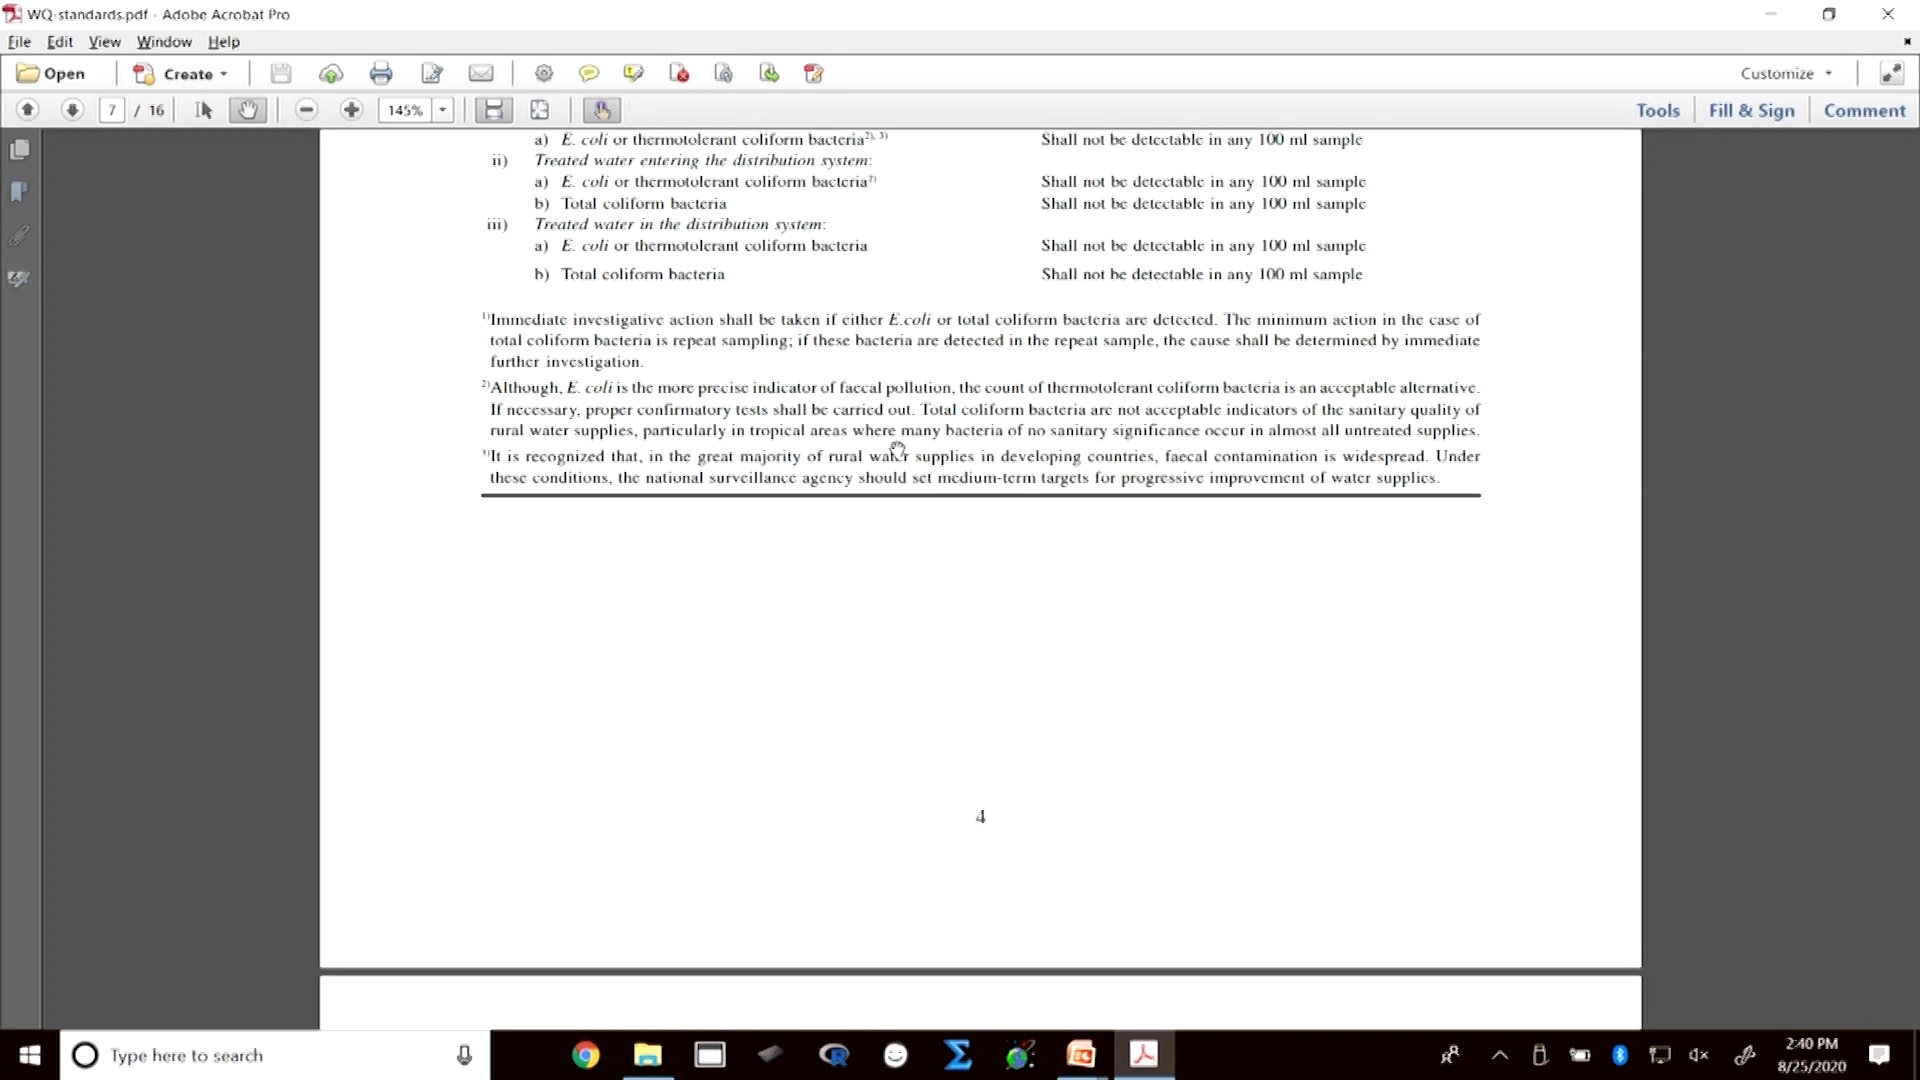 WQ-standards.pdf - Adobe Acrobat Pro
File Edit View Window Help
Open Create Customize
7 / 16 145% Tools Fill & Sign Comment
a) E. coli or thermotolerant coliform bacteria2), 3) Shall not be detectable in any 100 ml sample
ii) Treated water entering the distribution system:
a) E. coli or thermotolerant coliform bacteria2) Shall not be detectable in any 100 ml sample
b) Total coliform bacteria Shall not be detectable in any 100 ml sample
iii) Treated water in the distribution system:
a) E. coli or thermotolerant coliform bacteria Shall not be detectable in any 100 ml sample
b) Total coliform bacteria Shall not be detectable in any 100 ml sample
1)Immediate investigative action shall be taken if either E.coli or total coliform bacteria are detected. The minimum action in the case of
total coliform bacteria is repeat sampling; if these bacteria are detected in the repeat sample, the cause shall be determined by immediate
further investigation.
2)Although, E. coli is the more precise indicator of faecal pollution, the count of thermotolerant coliform bacteria is an acceptable alternative.
If necessary, proper confirmatory tests shall be carried out. Total coliform bacteria are not acceptable indicators of the sanitary quality of
rural water supplies, particularly in tropical areas where many bacteria of no sanitary significance occur in almost all untreated supplies.
3)It is recognized that, in the great majority of rural water supplies in developing countries, faecal contamination is widespread. Under
these conditions, the national surveillance agency should set medium-term targets for progressive improvement of water supplies.
4
Type here to search
2:40 PM
8/25/2020